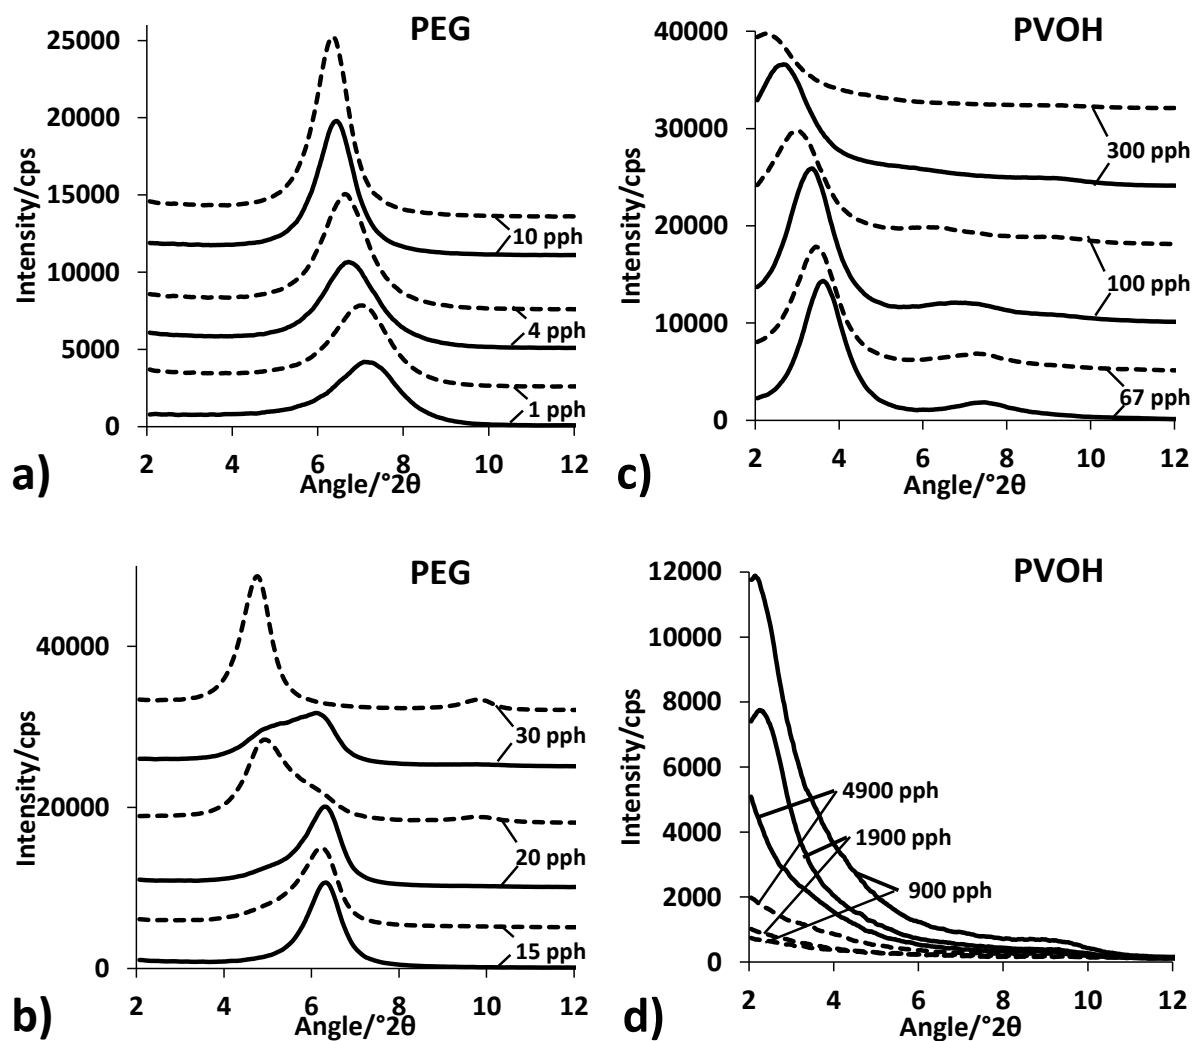 PEG
25000
20000
15000
10000
5000
0
Intensity/cps
10 pph
4 pph
1 pph
2 4 6 8 10 12
Angle/°2θ
a)
PVOH
40000
30000
20000
10000
0
Intensity/cps
300 pph
100 pph
67 pph
2 4 6 8 10 12
Angle/°2θ
c)
PEG
40000
20000
0
Intensity/cps
30 pph
20 pph
15 pph
2 4 6 8 10 12
Angle/°2θ
b)
PVOH
12000
10000
8000
6000
4000
2000
0
Intensity/cps
4900 pph
1900 pph
900 pph
2 4 6 8 10 12
Angle/°2θ
d)